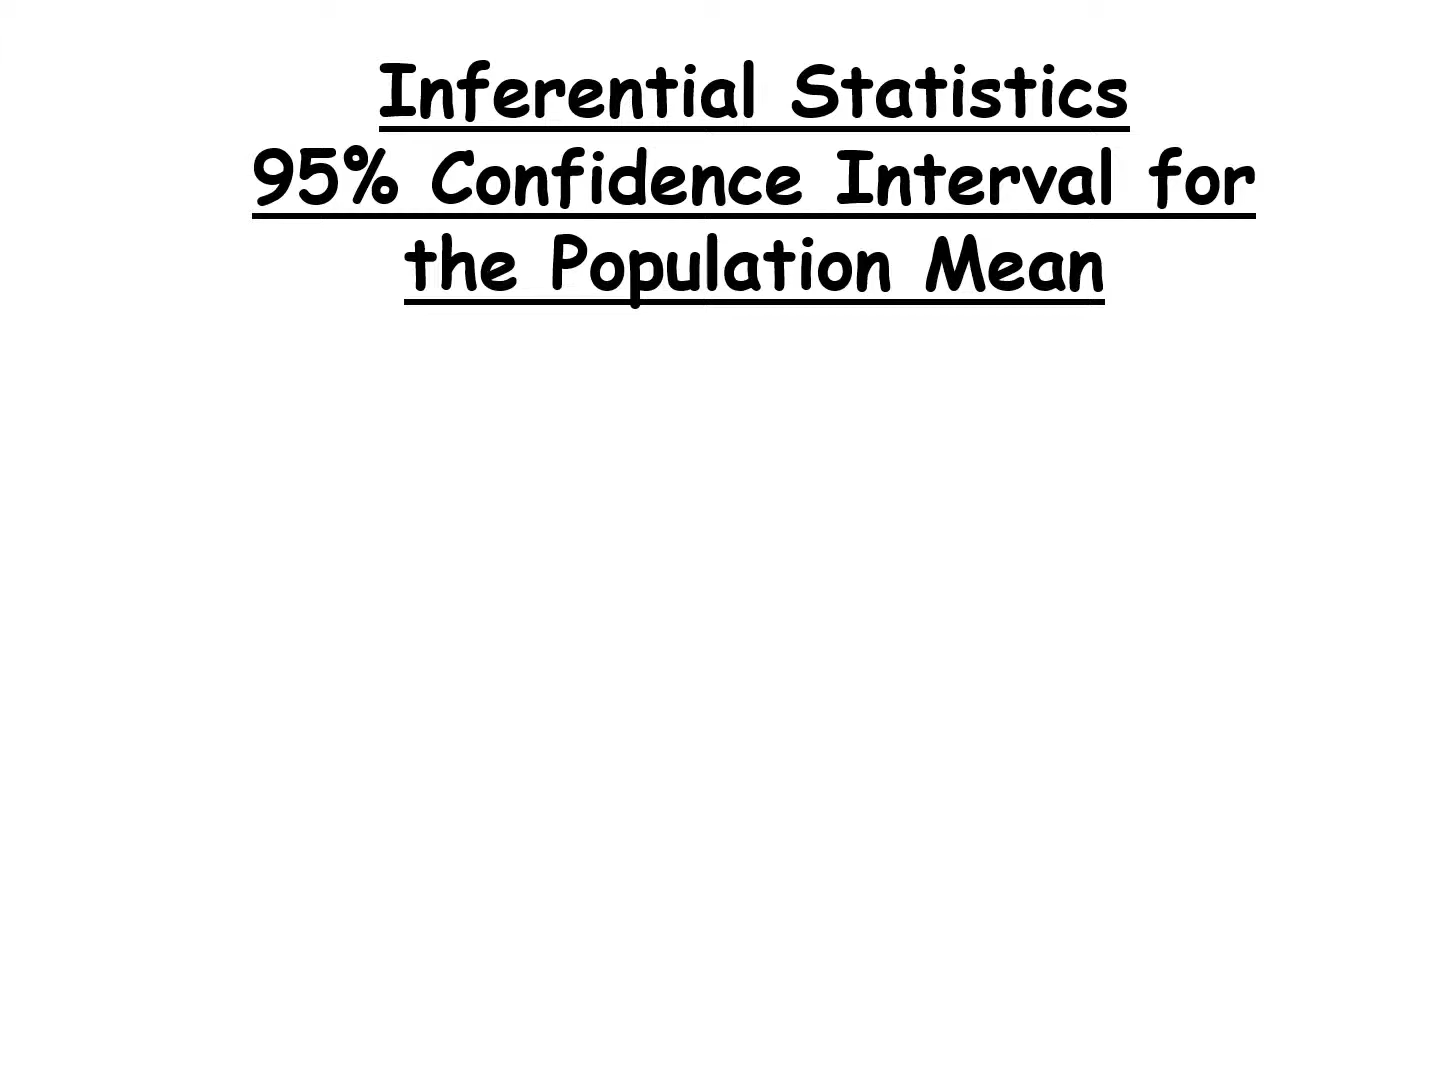 Inferential Statistics
95% Confidence Interval for
the Population Mean